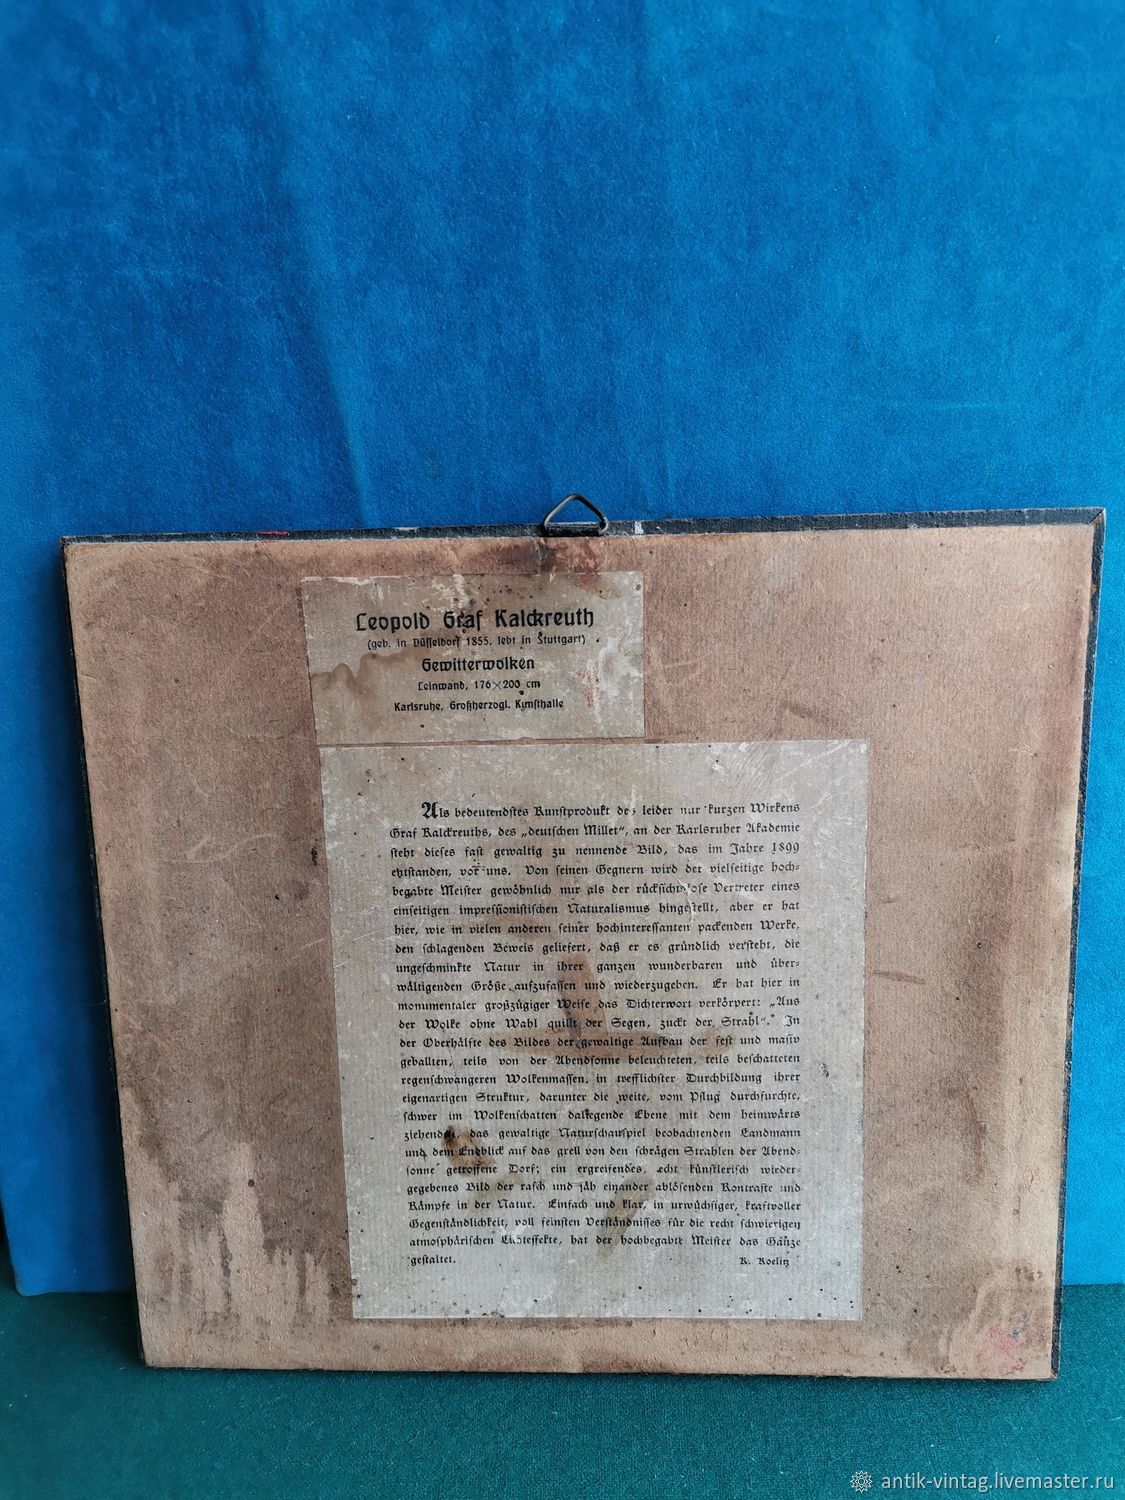 Leopold Graf Kalckreuth
(geb. in Düsseldorf 1855, lebt in Stuttgart)
Gewitterwolken
Leinwand, 176×200 cm
Karlsruhe, Großherzogl. Kunsthalle
Als bedeutendstes Kunstprodukt des leider nur kurzen Wirkens
Graf Kalckreuths, des „deutschen Millet“, an der Karlsruher Akademie
steht dieses fast gewaltig zu nennende Bild, das im Jahre 1899
entstanden, vor uns. Von seinen Gegnern wird der vielseitige hoch-
begabte Meister gewöhnlich nur als der rücksichtslose Vertreter eines
einseitigen impressionistischen Naturalismus hingestellt, aber er hat
hier, wie in vielen anderen seiner hochinteressanten packenden Werke,
den schlagenden Beweis geliefert, daß er es gründlich versteht, die
ungeschminkte Natur in ihrer ganzen wunderbaren und über-
wältigenden Größe aufzufassen und wiederzugeben. Er hat hier in
monumentaler großzügiger Weise das Dichterwort verkörpert: „Aus
der Wolke ohne Wahl quillt der Segen, zuckt der Strahl“. In
der Oberhälfte des Bildes der gewaltige Aufbau der fest und massiv
geballten, teils von der Abendsonne beleuchteten, teils beschatteten
regenschwangeren Wolkenmassen, in trefflichster Durchbildung ihrer
eigenartigen Struktur, darunter die weite, vom Pflug durchfurchte,
schwer im Wolkenschatten daliegende Ebene mit dem heimwärts
ziehenden, das gewaltige Naturschauspiel beobachtenden Landmann
und dem Endblick auf das grell von den schrägen Strahlen der Abend-
sonne getroffene Dorf; ein ergreifendes, echt künstlerisch wieder-
gegebenes Bild der rasch und jäh einander ablösenden Kontraste und
Kämpfe in der Natur. Einfach und klar, in urwüchsiger, kraftvoller
Gegenständlichkeit, voll feinsten Verständnisses für die recht schwierigen
atmosphärischen Lichteffekte, hat der hochbegabte Meister das Ganze
gestaltet. K. Koelitz
antik-vintag.livemaster.ru